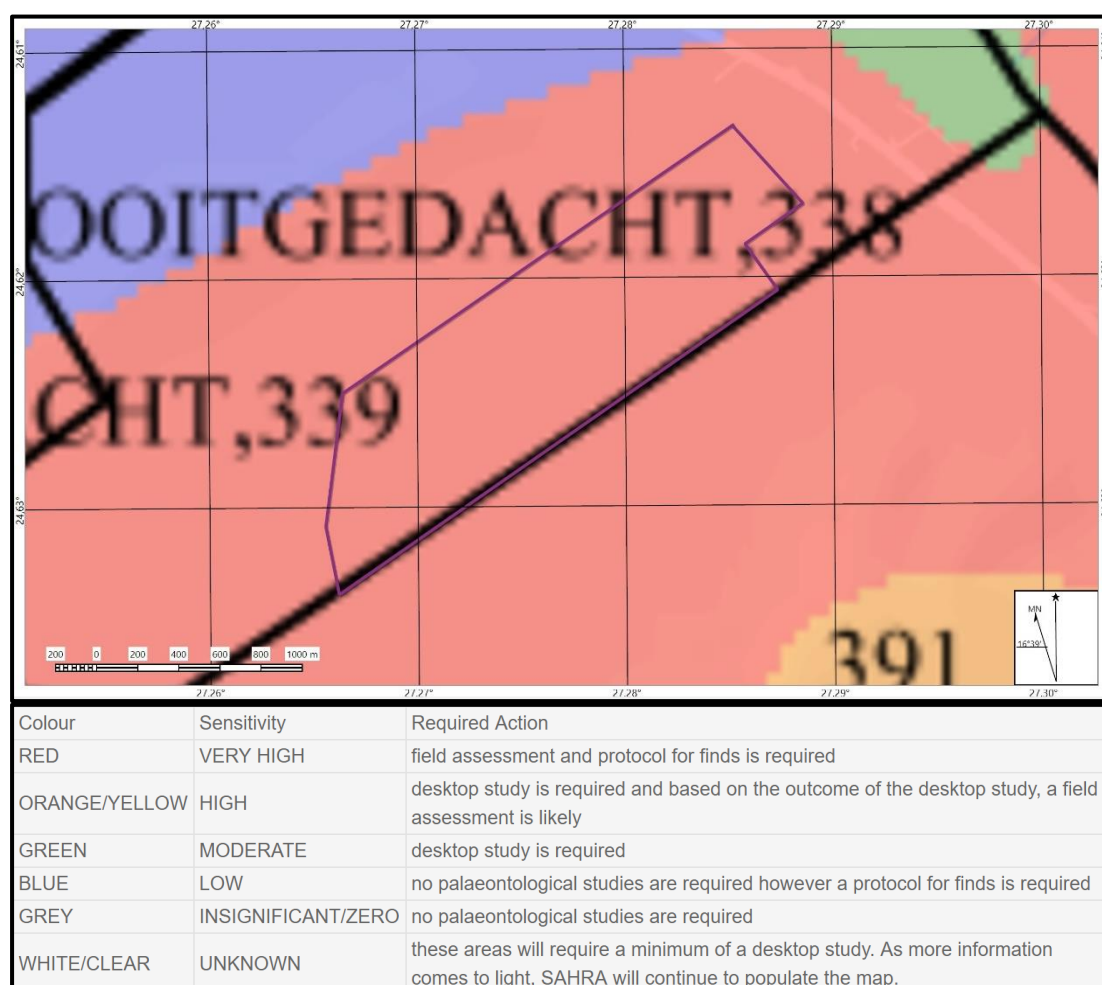 27.26° 27.27° 27.28° 27.29° 27.30°
24.61°
OOITGEDACHT,338
24.62°
CHT,339
24.63°
391
MN
16°39'
200 0 200 400 600 800 1000 m
27.26° 27.27° 27.28° 27.29° 27.30°
Colour Sensitivity Required Action
RED VERY HIGH field assessment and protocol for finds is required
ORANGE/YELLOW HIGH desktop study is required and based on the outcome of the desktop study, a field
assessment is likely
GREEN MODERATE desktop study is required
BLUE LOW no palaeontological studies are required however a protocol for finds is required
GREY INSIGNIFICANT/ZERO no palaeontological studies are required
WHITE/CLEAR UNKNOWN these areas will require a minimum of a desktop study. As more information
comes to light, SAHRA will continue to populate the map.